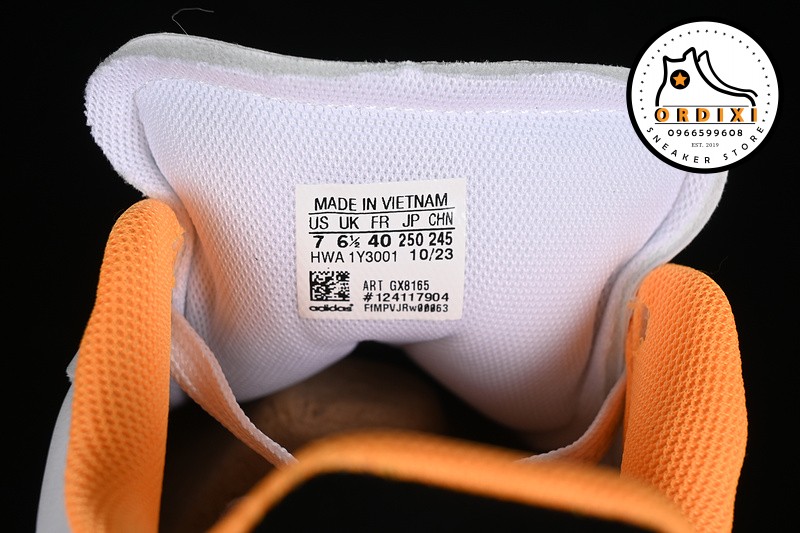 ORDIXI
0966599608
EST. 2019
SNEAKER STORE
MADE IN VIETNAM
US UK FR JP CHN
7 6½ 40 250 245
HWA 1Y3001 10/23
ART GX8165
#124117904
adidas